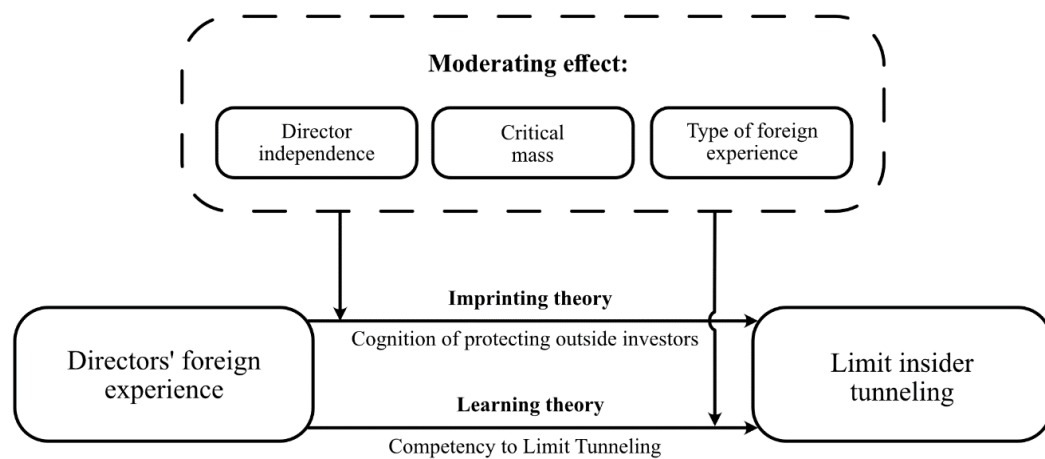 Moderating effect:
Director
independence
Critical
mass
Type of foreign
experience
Directors' foreign
experience
Imprinting theory
Cognition of protecting outside investors
Learning theory
Competency to Limit Tunneling
Limit insider
tunneling